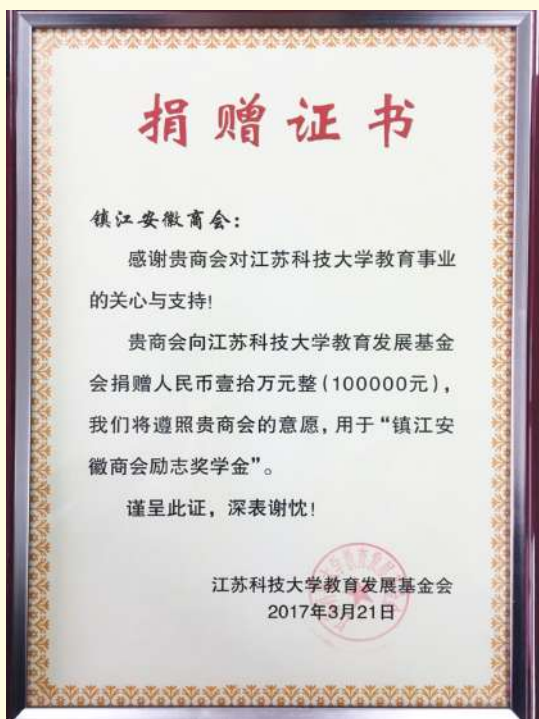 捐赠证书
镇江安徽商会：
感谢贵商会对江苏科技大学教育事业
的关心与支持！
贵商会向江苏科技大学教育发展基金
会捐赠人民币壹拾万元整（100000元），
我们将遵照贵商会的意愿，用于“镇江安
徽商会励志奖学金”。
谨呈此证，深表谢忱！
江苏科技大学教育发展基金会
2017年3月21日